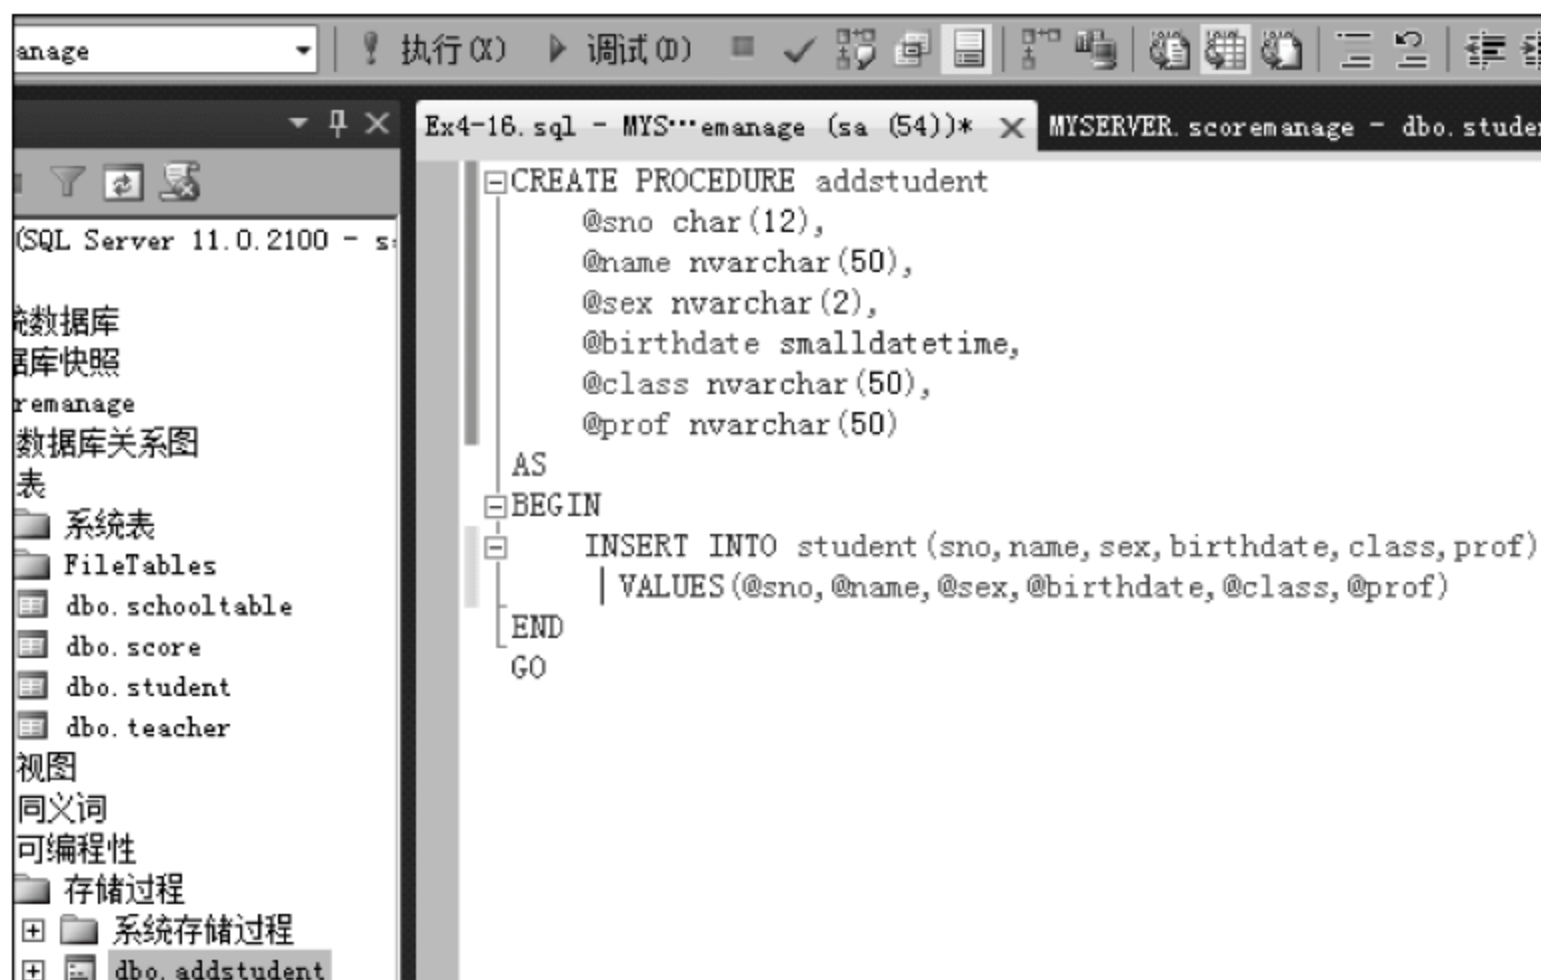 anage
执行(X) 调试(D)
Ex4-16.sql - MYS…emanage (sa (54))*
MYSERVER.scoremanage - dbo.studen
(SQL Server 11.0.2100 - s
统数据库
据库快照
remanage
数据库关系图
表
系统表
FileTables
dbo.schooltable
dbo.score
dbo.student
dbo.teacher
视图
同义词
可编程性
存储过程
系统存储过程
dbo.addstudent
CREATE PROCEDURE addstudent
@sno char(12),
@name nvarchar(50),
@sex nvarchar(2),
@birthdate smalldatetime,
@class nvarchar(50),
@prof nvarchar(50)
AS
BEGIN
INSERT INTO student(sno,name,sex,birthdate,class,prof)
VALUES(@sno,@name,@sex,@birthdate,@class,@prof)
END
GO